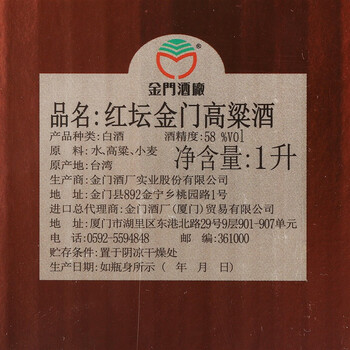 金門酒廠
品名:红坛金门高粱酒
产品种类:白酒 酒精度:58 %Vol
原 料:水、高粱、小麦 净含量:1升
原产地:台湾
生产商:金门酒厂实业股份有限公司
地 址:金门县892金宁乡桃园路1号
进口总代理商:金门酒厂(厦门)贸易有限公司
地 址:厦门市湖里区东港北路29号9层901-907单元
电 话:0592-5594848 邮 编:361000
贮存条件:置于阴凉干燥处
生产日期:如瓶身所示( 年 月 日)